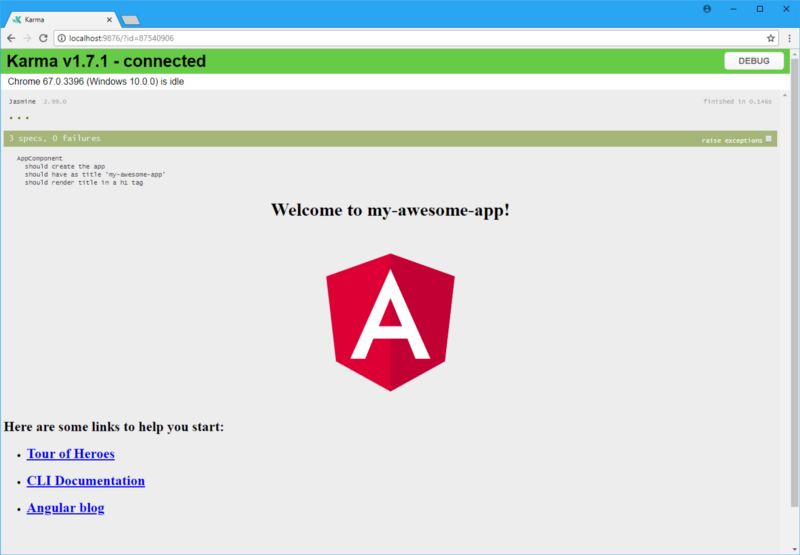 Karma
localhost:9876/?id=87540906
Karma v1.7.1 - connected
DEBUG
Chrome 67.0.3396 (Windows 10.0.0) is idle
Jasmine 2.99.0
finished in 0.146s
3 specs, 0 failures
raise exceptions
AppComponent
should create the app
should have as title 'my-awesome-app'
should render title in a h1 tag
Welcome to my-awesome-app!
A
Here are some links to help you start:
• Tour of Heroes
• CLI Documentation
• Angular blog